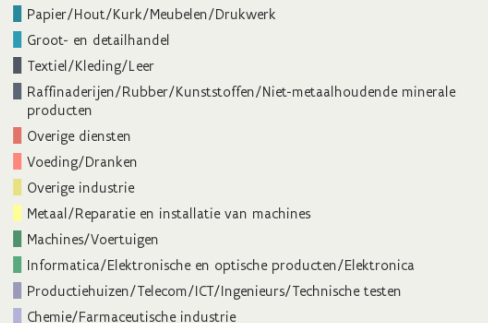 Papier/Hout/Kurk/Meubelen/Drukwerk
Groot- en detailhandel
Textiel/Kleding/Leer
Raffinaderijen/Rubber/Kunststoffen/Niet-metaalhoudende minerale
producten
Overige diensten
Voeding/Dranken
Overige industrie
Metaal/Reparatie en installatie van machines
Machines/Voertuigen
Informatica/Elektronische en optische producten/Elektronica
Productiehuizen/Telecom/ICT/Ingenieurs/Technische testen
Chemie/Farmaceutische industrie